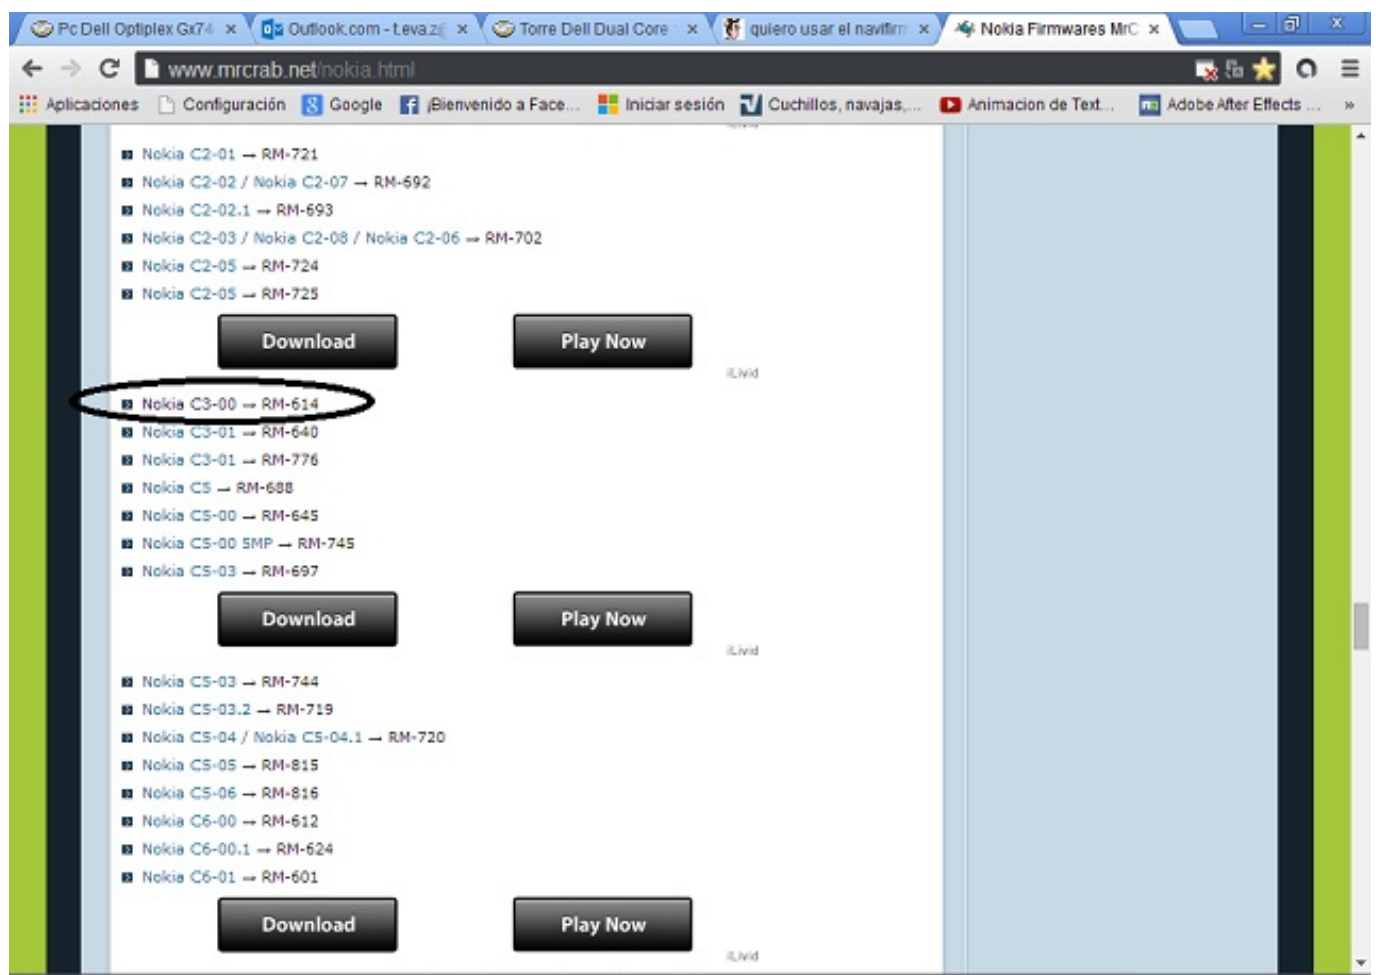 Pc Dell Optiplex Gx74 Outlook.com - t.eva.z Torre Dell Dual Core quiero usar el navifirm Nokia Firmwares MrC
www.mrcrab.net/nokia.html
Aplicaciones Configuración Google ¡Bienvenido a Face... Iniciar sesión Cuchillos, navajas,... Animacion de Text... Adobe After Effects ... »
Nokia C2-01 → RM-721
Nokia C2-02 / Nokia C2-07 → RM-692
Nokia C2-02.1 → RM-693
Nokia C2-03 / Nokia C2-08 / Nokia C2-06 → RM-702
Nokia C2-05 → RM-724
Nokia C2-05 → RM-725
Download Play Now
iLivid
Nokia C3-00 → RM-614
Nokia C3-01 → RM-640
Nokia C3-01 → RM-776
Nokia C5 → RM-688
Nokia C5-00 → RM-645
Nokia C5-00 5MP → RM-745
Nokia C5-03 → RM-697
Download Play Now
iLivid
Nokia C5-03 → RM-744
Nokia C5-03.2 → RM-719
Nokia C5-04 / Nokia C5-04.1 → RM-720
Nokia C5-05 → RM-815
Nokia C5-06 → RM-816
Nokia C6-00 → RM-612
Nokia C6-00.1 → RM-624
Nokia C6-01 → RM-601
Download Play Now
iLivid